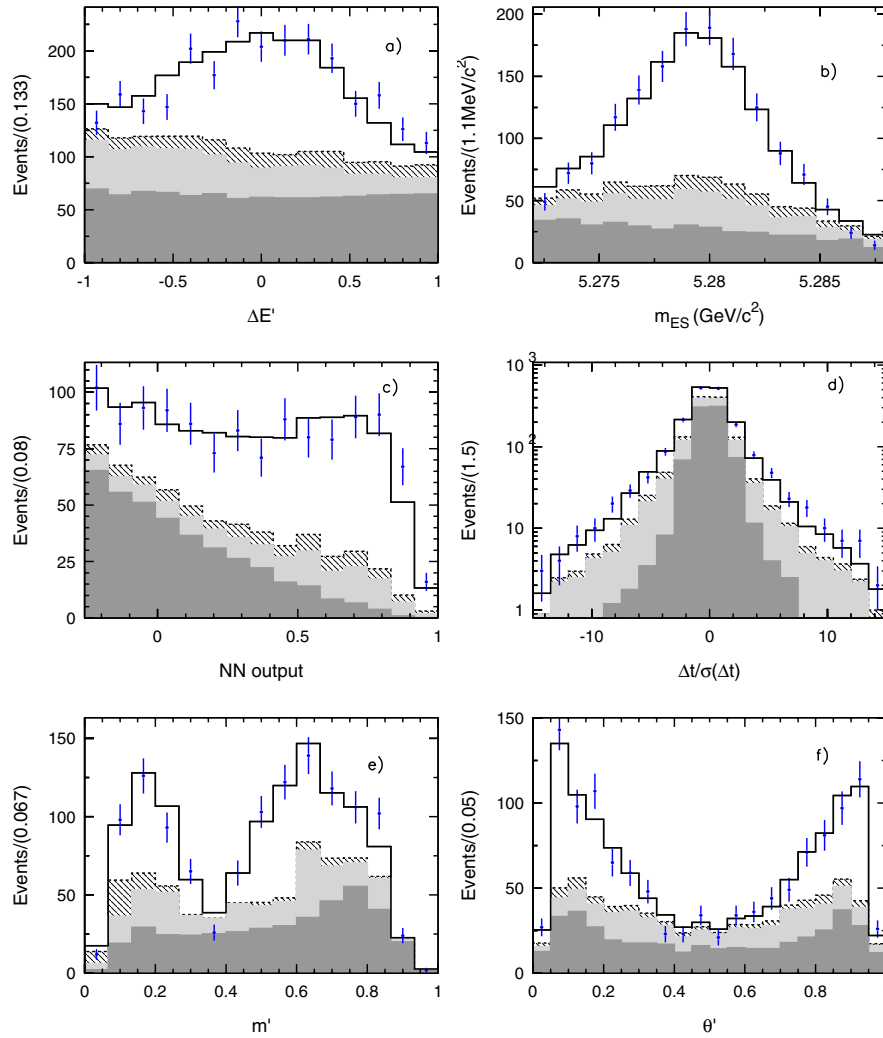 a)
Events/(0.133)
0 50 100 150 200
-1 -0.5 0 0.5 1
ΔE'
b)
Events/(1.1MeV/c²)
0 50 100 150 200
5.275 5.28 5.285
m_ES (GeV/c²)
c)
Events/(0.08)
0 25 50 75 100
0 0.5 1
NN output
d)
Events/(1.5)
1 10 10² 10³
-10 0 10
Δt/σ(Δt)
e)
Events/(0.067)
0 50 100 150
0 0.2 0.4 0.6 0.8 1
m'
f)
Events/(0.05)
0 50 100 150
0 0.2 0.4 0.6 0.8 1
θ'